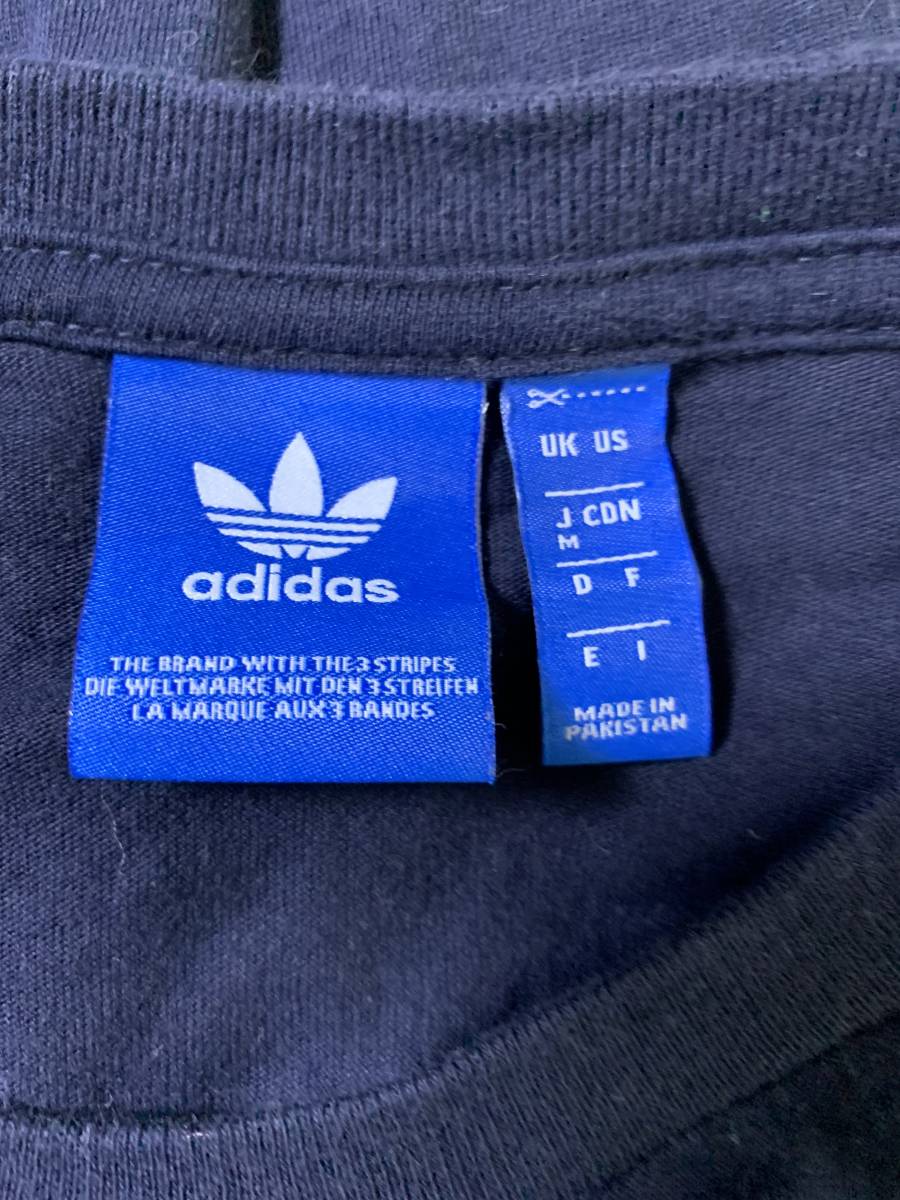 adidas
THE BRAND WITH THE 3 STRIPES
DIE WELTMARKE MIT DEN 3 STREIFEN
LA MARQUE AUX 3 BANDES
UK US
J CDN
M
D F
E I
MADE IN
PAKISTAN